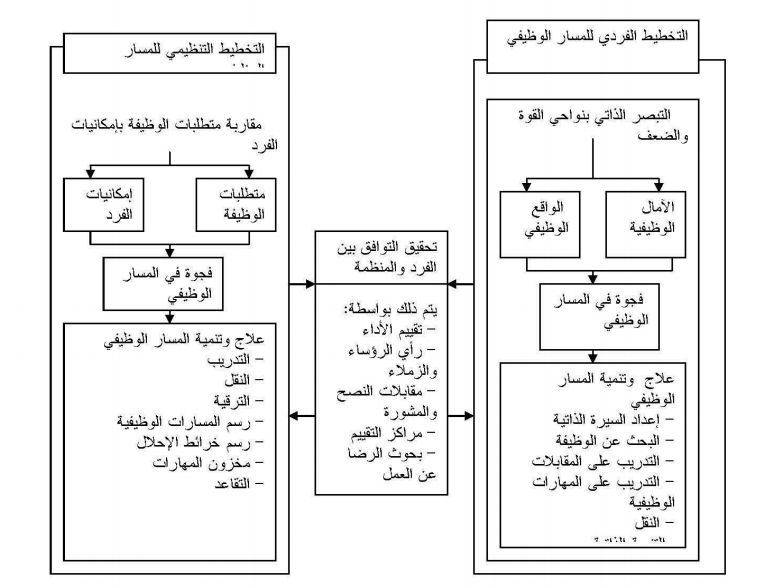 التخطيط الفردي للمسار الوظيفي
التبصر الذاتي بنواحي القوة
والضعف
الآمال
الوظيفية
الواقع
الوظيفي
فجوة في المسار
الوظيفي
علاج وتنمية المسار
الوظيفي
– إعداد السيرة الذاتية
– البحث عن الوظيفة
– التدريب على المقابلات
– التدريب على المهارات
الوظيفية
– النقل
تحقيق التوافق بين
الفرد والمنظمة
يتم ذلك بواسطة:
– تقييم الأداء
– رأي الرؤساء
والزملاء
– مقابلات النصح
والمشورة
– مراكز التقييم
– بحوث الرضا
عن العمل
التخطيط التنظيمي للمسار
مقاربة متطلبات الوظيفة بإمكانيات
الفرد
متطلبات
الوظيفة
إمكانيات
الفرد
فجوة في المسار
الوظيفي
علاج وتنمية المسار الوظيفي
– التدريب
– النقل
– الترقية
– رسم المسارات الوظيفية
– رسم خرائط الإحلال
– مخزون المهارات
– التقاعد